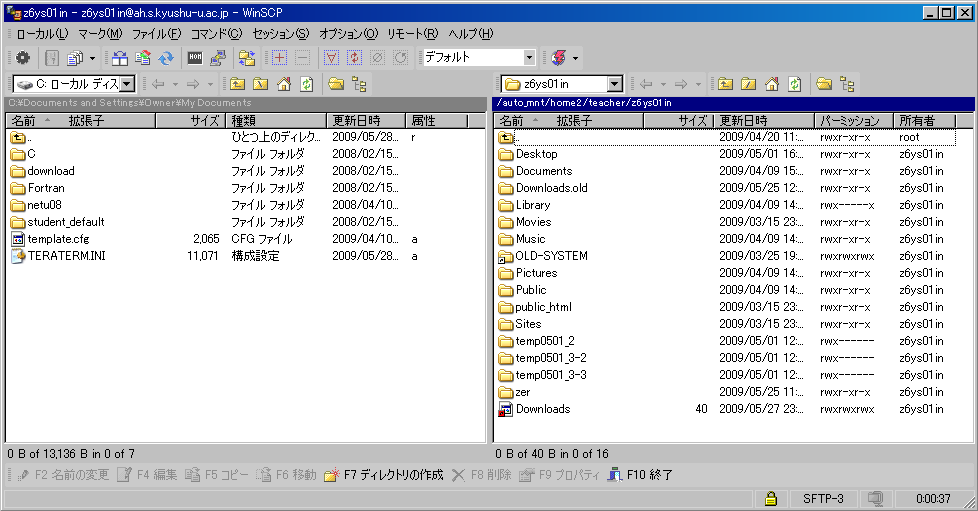 z6ys01in - z6ys01in@ah.s.kyushu-u.ac.jp - WinSCP
ローカル(L) マーク(M) ファイル(F) コマンド(C) セッション(S) オプション(O) リモート(R) ヘルプ(H)
デフォルト
C: ローカル ディス
z6ys01in
C:¥Documents and Settings¥Owner¥My Documents
/auto_mnt/home2/teacher/z6ys01in
名前 拡張子 サイズ 種類 更新日時 属性
.. ひとつ上のディレク... 2009/05/28... r
C ファイル フォルダ 2008/02/15...
download ファイル フォルダ 2008/02/15...
Fortran ファイル フォルダ 2008/02/15...
netu08 ファイル フォルダ 2008/04/10...
student_default ファイル フォルダ 2008/02/15...
template.cfg 2,065 CFG ファイル 2009/04/10... a
TERATERM.INI 11,071 構成設定 2009/05/28... a
名前 拡張子 サイズ 更新日時 パーミッション 所有者
.. 2009/04/20 11:... rwxr-xr-x root
Desktop 2009/05/01 16:... rwxr-xr-x z6ys01in
Documents 2009/04/09 14:... rwxr-xr-x z6ys01in
Downloads.old 2009/05/25 12:... rwxr-xr-x z6ys01in
Library 2009/04/09 14:... rwx-----x z6ys01in
Movies 2009/03/15 23:... rwxr-xr-x z6ys01in
Music 2009/04/09 14:... rwxr-xr-x z6ys01in
OLD-SYSTEM 2009/03/25 19:... rwxrwxrwx z6ys01in
Pictures 2009/04/09 14:... rwxr-xr-x z6ys01in
Public 2009/04/09 14:... rwxr-xr-x z6ys01in
public_html 2009/03/15 23:... rwxr-xr-x z6ys01in
Sites 2009/03/15 23:... rwxr-xr-x z6ys01in
temp0501_2 2009/05/01 12:... rwx------ z6ys01in
temp0501_3-2 2009/05/01 12:... rwx------ z6ys01in
temp0501_3-3 2009/05/01 12:... rwx------ z6ys01in
zer 2009/05/25 11:... rwxr-xr-x z6ys01in
Downloads 40 2009/05/27 23:... rwxrwxrwx z6ys01in
0 B of 13,136 B in 0 of 7
0 B of 40 B in 0 of 16
F2 名前の変更 F4 編集 F5 コピー F6 移動 F7 ディレクトリの作成 F8 削除 F9 プロパティ F10 終了
SFTP-3 0:00:37